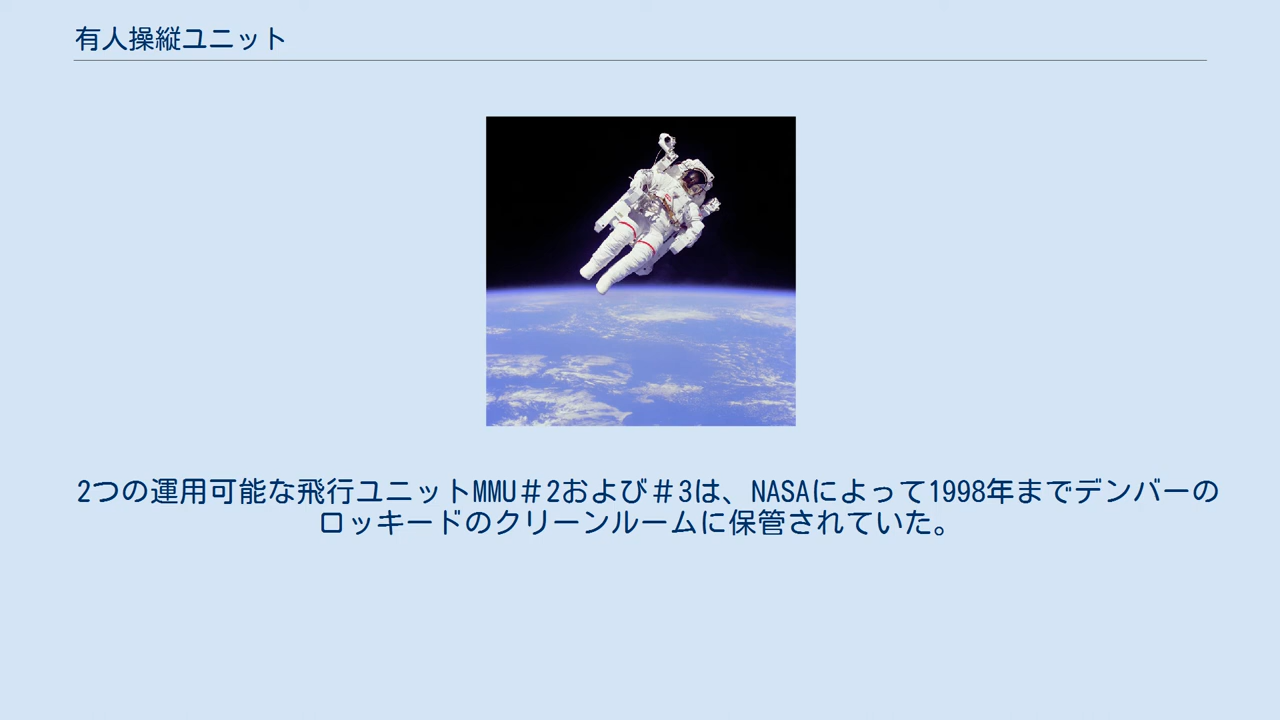 有人操縦ユニット
2つの運用可能な飛行ユニットMMU＃2および＃3は、NASAによって1998年までデンバーの
ロッキードのクリーンルームに保管されていた。